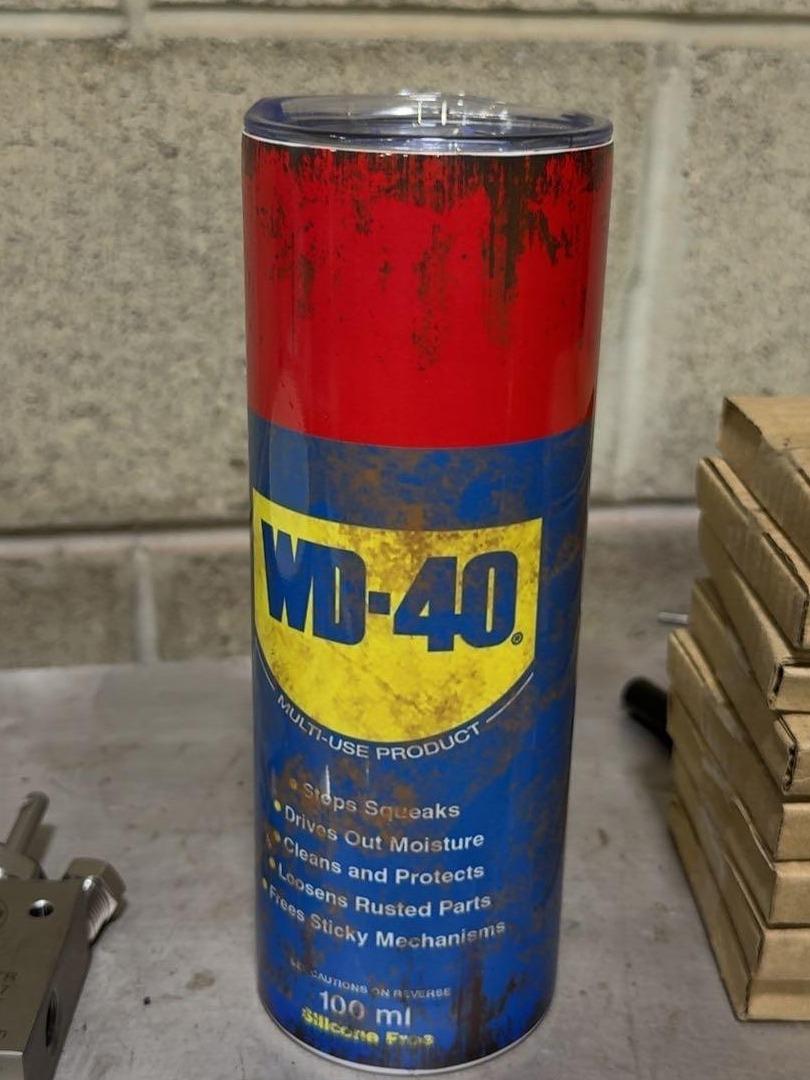 WD-40®
MULTI-USE PRODUCT
Stops Squeaks
Drives Out Moisture
Cleans and Protects
Loosens Rusted Parts
Frees Sticky Mechanisms
CAUTIONS ON REVERSE
100 ml
Silicone Free